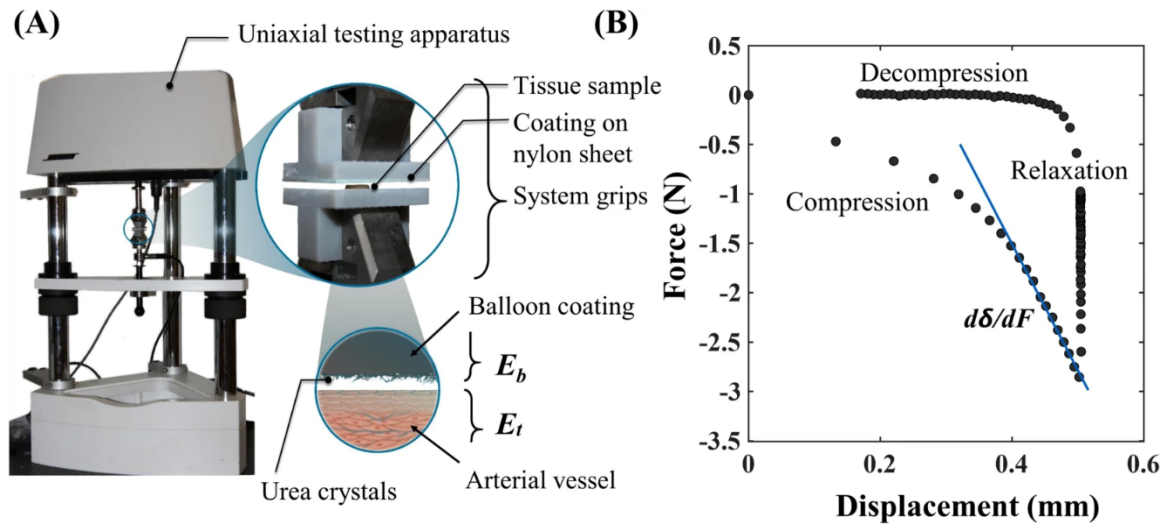 (A)
Uniaxial testing apparatus
Tissue sample
Coating on
nylon sheet
System grips
Balloon coating
E_b
E_t
Urea crystals
Arterial vessel
(B)
0.5
0
-0.5
-1
-1.5
-2
-2.5
-3
-3.5
Force (N)
Decompression
Relaxation
Compression
dδ/dF
0
0.2
0.4
0.6
Displacement (mm)